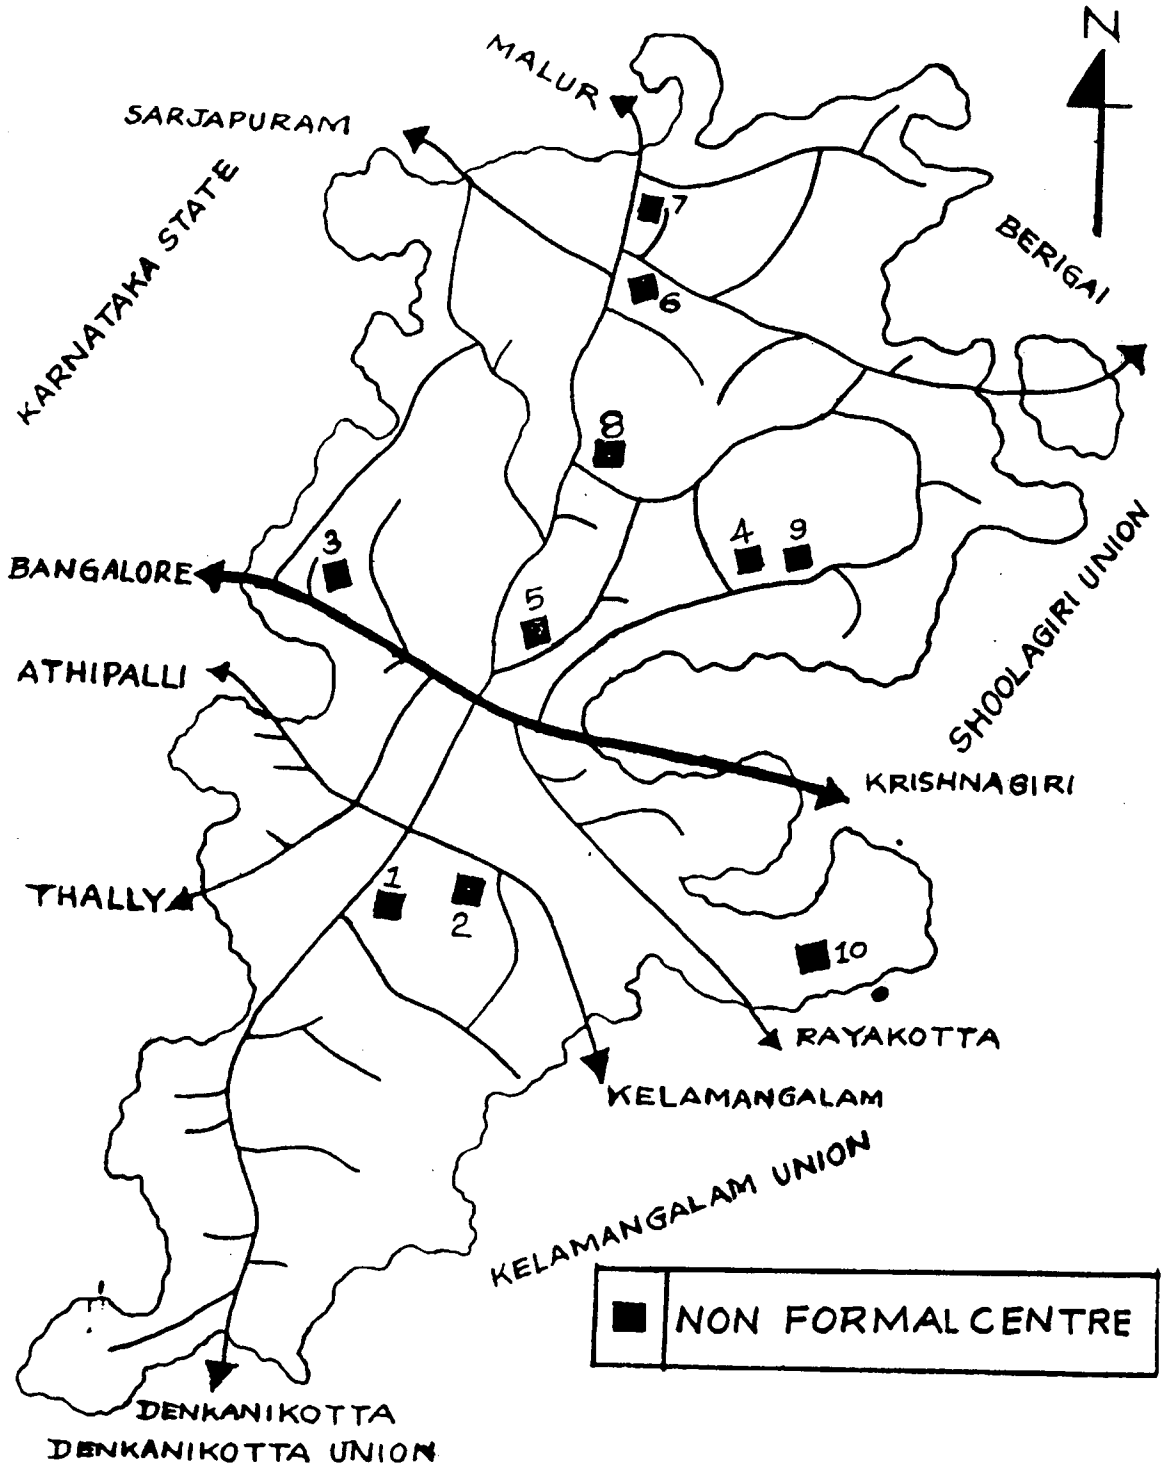 N
MALUR
SARJAPURAM
KARNATAKA STATE
7
BERIGAI
6
8
3
4 9
BANGALORE
5
SHOOLAGIRI UNION
ATHIPALLI
KRISHNAGIRI
THALLY
1
2
10
RAYAKOTTA
KELAMANGALAM
KELAMANGALAM UNION
NON FORMAL CENTRE
DENKANIKOTTA
DENKANIKOTTA UNION